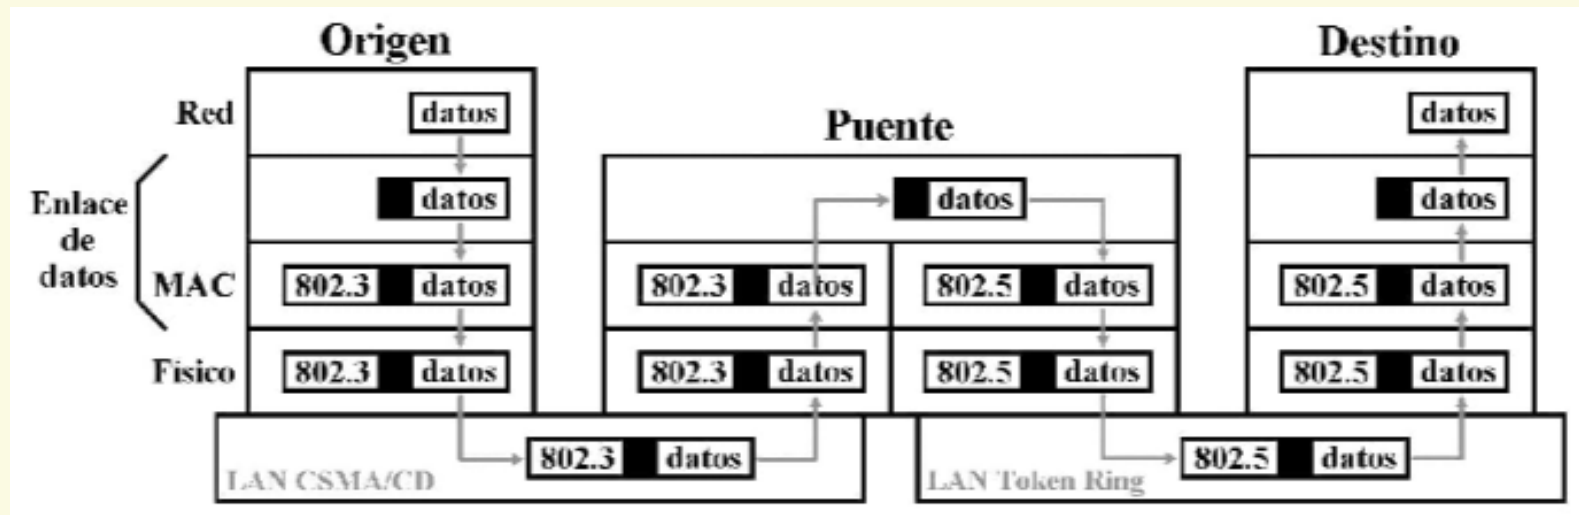 Origen
Destino
Puente
Red
datos
datos
Enlace
de
datos
datos
datos
datos
MAC
802.3 datos
802.3 datos
802.5 datos
802.5 datos
Físico
802.3 datos
802.3 datos
802.5 datos
802.5 datos
802.3 datos
802.5 datos
LAN CSMA/CD
LAN Token Ring